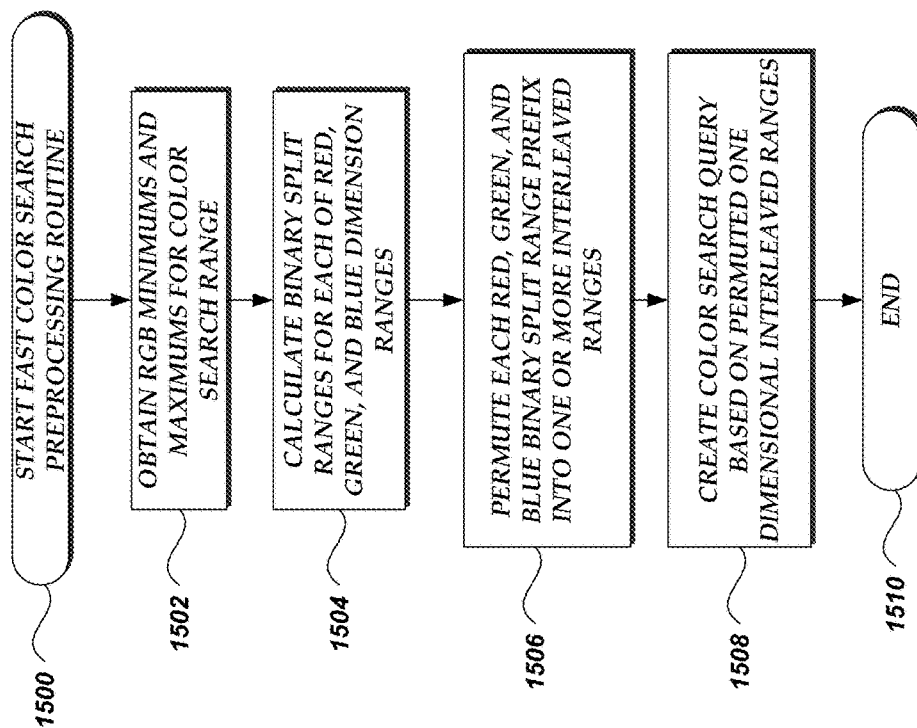 START FAST COLOR SEARCH
PREPROCESSING ROUTINE
1500
OBTAIN RGB MINIMUMS AND
MAXIMUMS FOR COLOR
SEARCH RANGE
1502
CALCULATE BINARY SPLIT
RANGES FOR EACH OF RED,
GREEN, AND BLUE DIMENSION
RANGES
1504
PERMUTE EACH RED, GREEN, AND
BLUE BINARY SPLIT RANGE PREFIX
INTO ONE OR MORE INTERLEAVED
RANGES
1506
CREATE COLOR SEARCH QUERY
BASED ON PERMUTED ONE
DIMENSIONAL INTERLEAVED RANGES
1508
END
1510